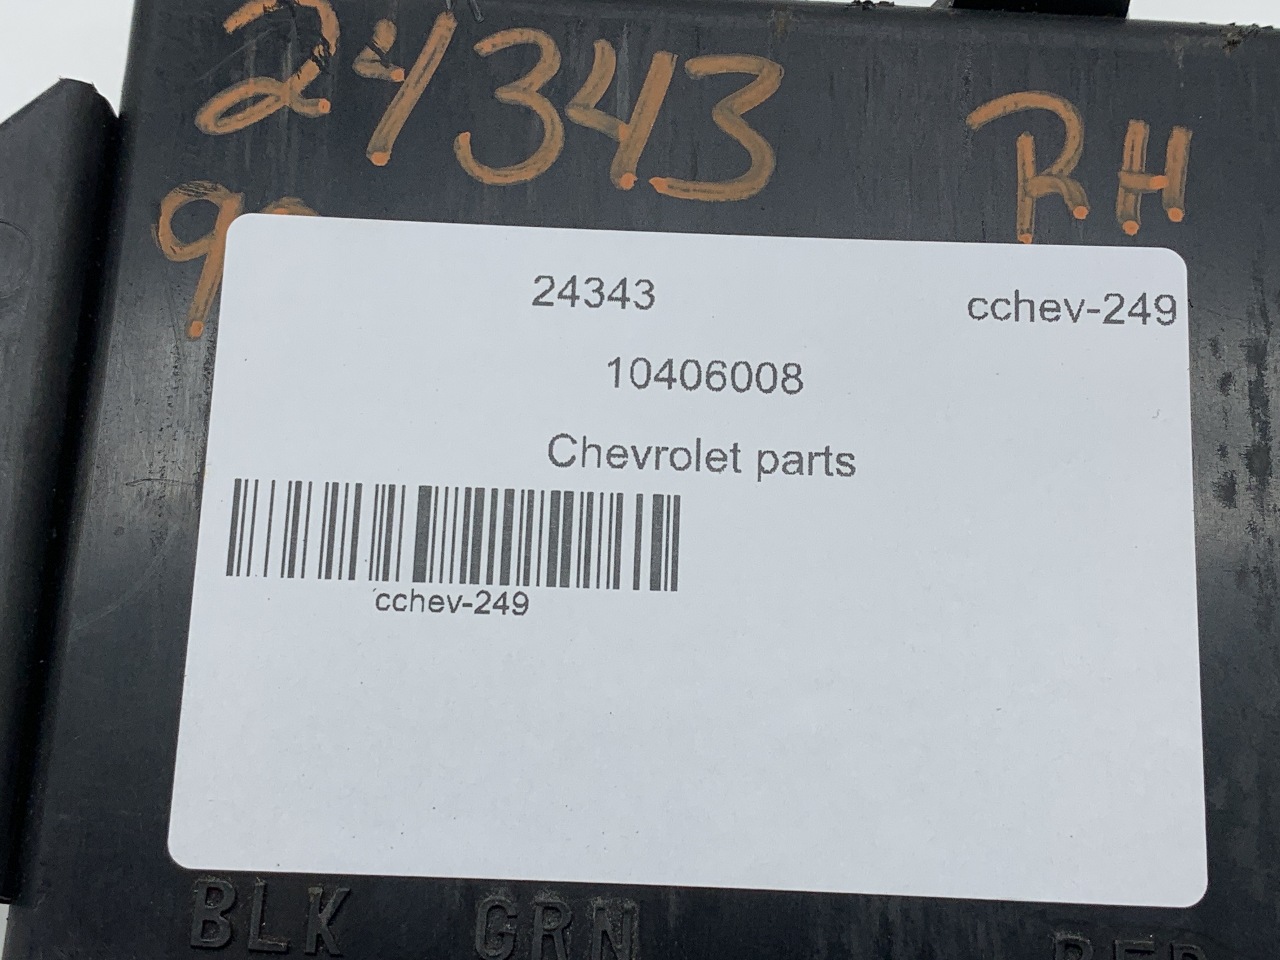 24343 RH
24343 cchev-249
10406008
Chevrolet parts
cchev-249
BLK GRN